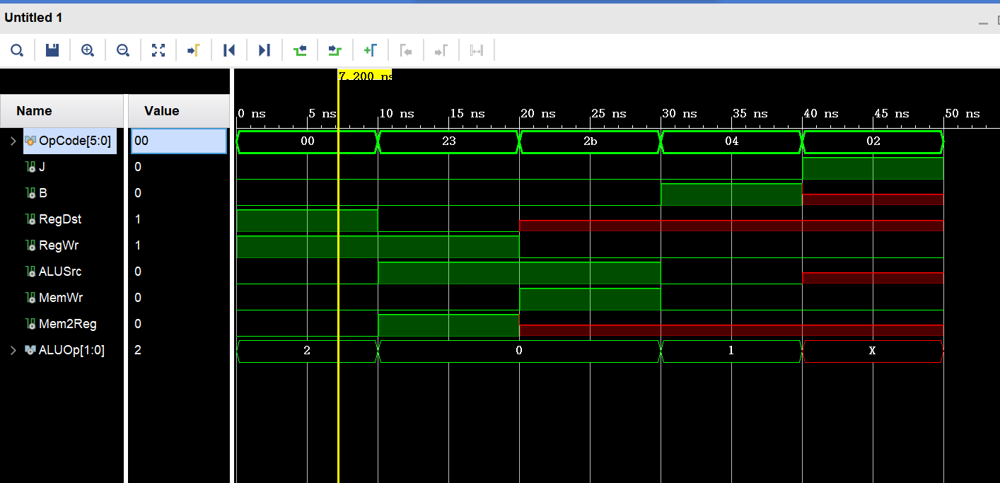 Untitled 1
7.200 ns
Name Value
0 ns 5 ns 10 ns 15 ns 20 ns 25 ns 30 ns 35 ns 40 ns 45 ns 50 ns
OpCode[5:0] 00 00 23 2b 04 02
J 0
B 0
RegDst 1
RegWr 1
ALUSrc 0
MemWr 0
Mem2Reg 0
ALUOp[1:0] 2 2 0 1 X